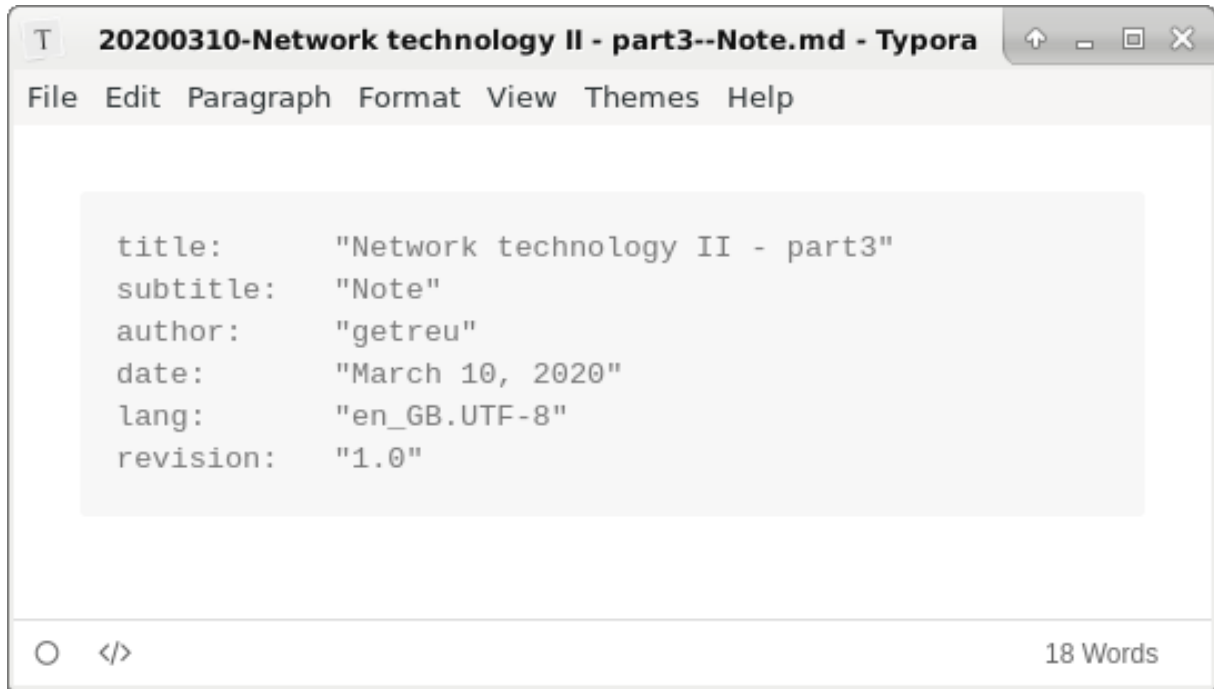 T 20200310-Network technology II - part3--Note.md - Typora
File Edit Paragraph Format View Themes Help
title: "Network technology II - part3"
subtitle: "Note"
author: "getreu"
date: "March 10, 2020"
lang: "en_GB.UTF-8"
revision: "1.0"
</> 18 Words